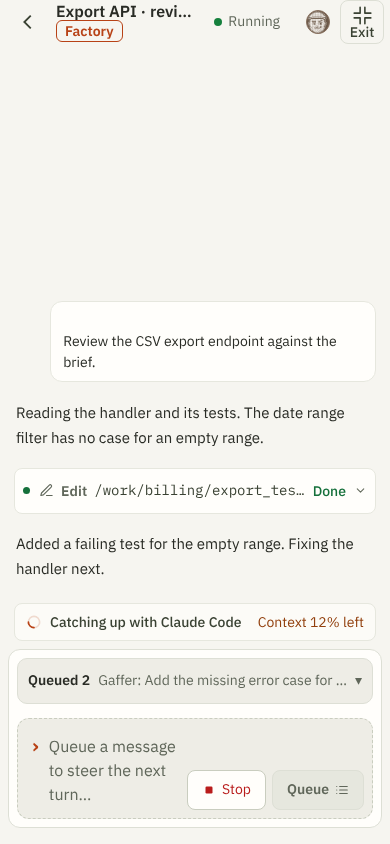 Export API · revi...
Factory
Running
Exit
Review the CSV export endpoint against the
brief.
Reading the handler and its tests. The date range
filter has no case for an empty range.
Edit /work/billing/export_tes… Done
Added a failing test for the empty range. Fixing the
handler next.
Catching up with Claude Code Context 12% left
Queued 2 Gaffer: Add the missing error case for ...
Queue a message
to steer the next
turn...
Stop
Queue